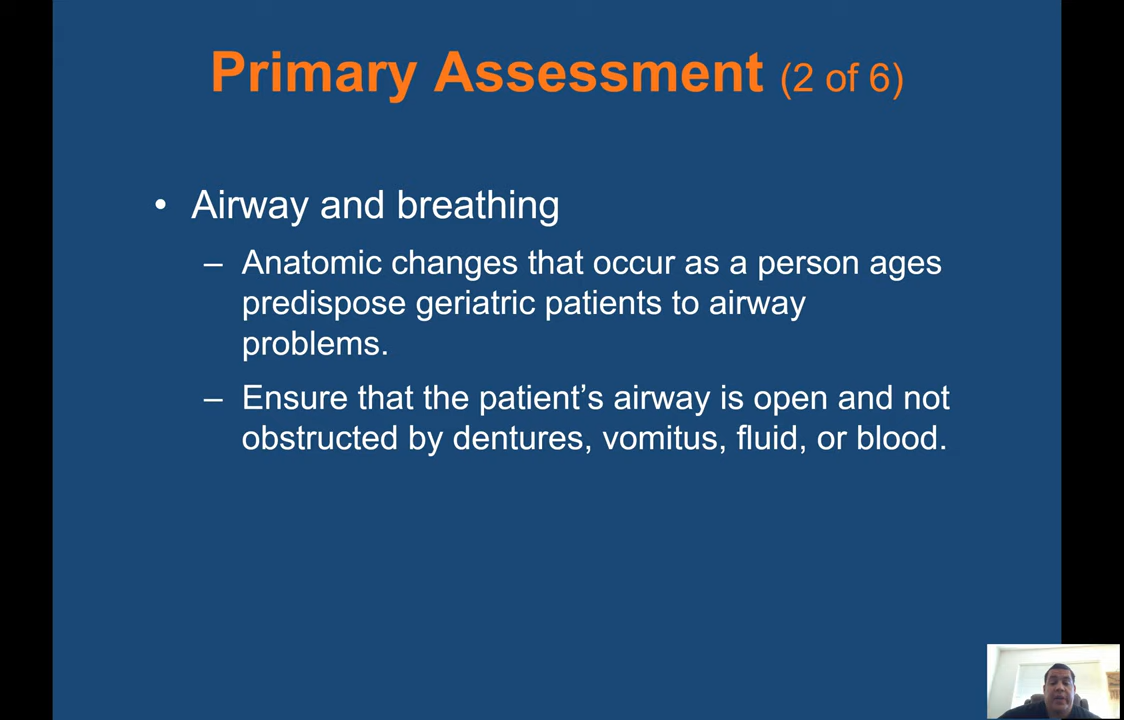 Primary Assessment (2 of 6)
• Airway and breathing
– Anatomic changes that occur as a person ages
predispose geriatric patients to airway
problems.
– Ensure that the patient’s airway is open and not
obstructed by dentures, vomitus, fluid, or blood.